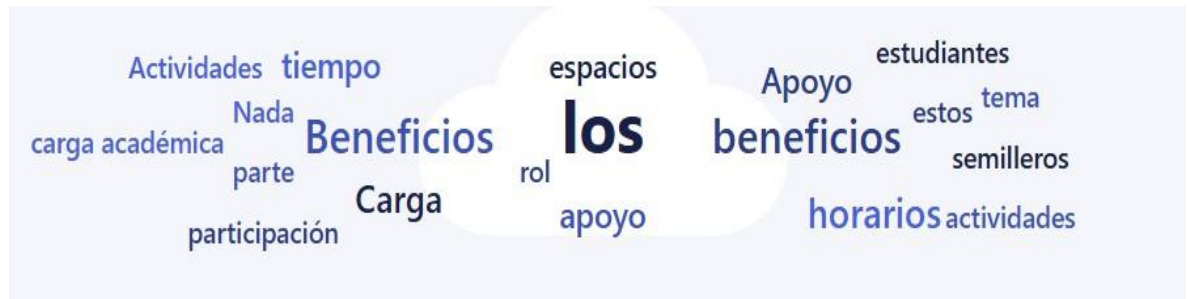 estudiantes
Actividades tiempo espacios Apoyo
Nada estos tema
carga académica Beneficios los beneficios
parte rol semilleros
Carga
participación apoyo horarios actividades